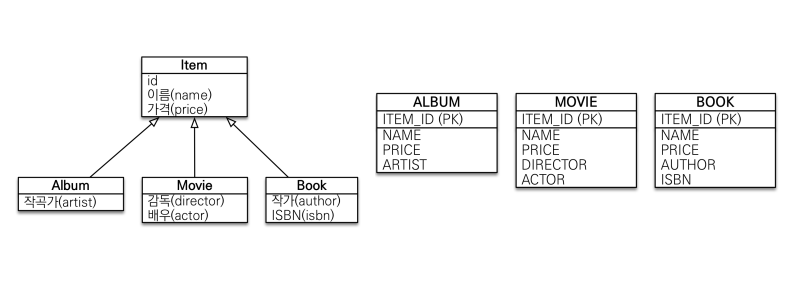 Item
id
이름(name)
가격(price)
Album
작곡가(artist)
Movie
감독(director)
배우(actor)
Book
작가(author)
ISBN(isbn)
ALBUM
ITEM_ID (PK)
NAME
PRICE
ARTIST
MOVIE
ITEM_ID (PK)
NAME
PRICE
DIRECTOR
ACTOR
BOOK
ITEM_ID (PK)
NAME
PRICE
AUTHOR
ISBN